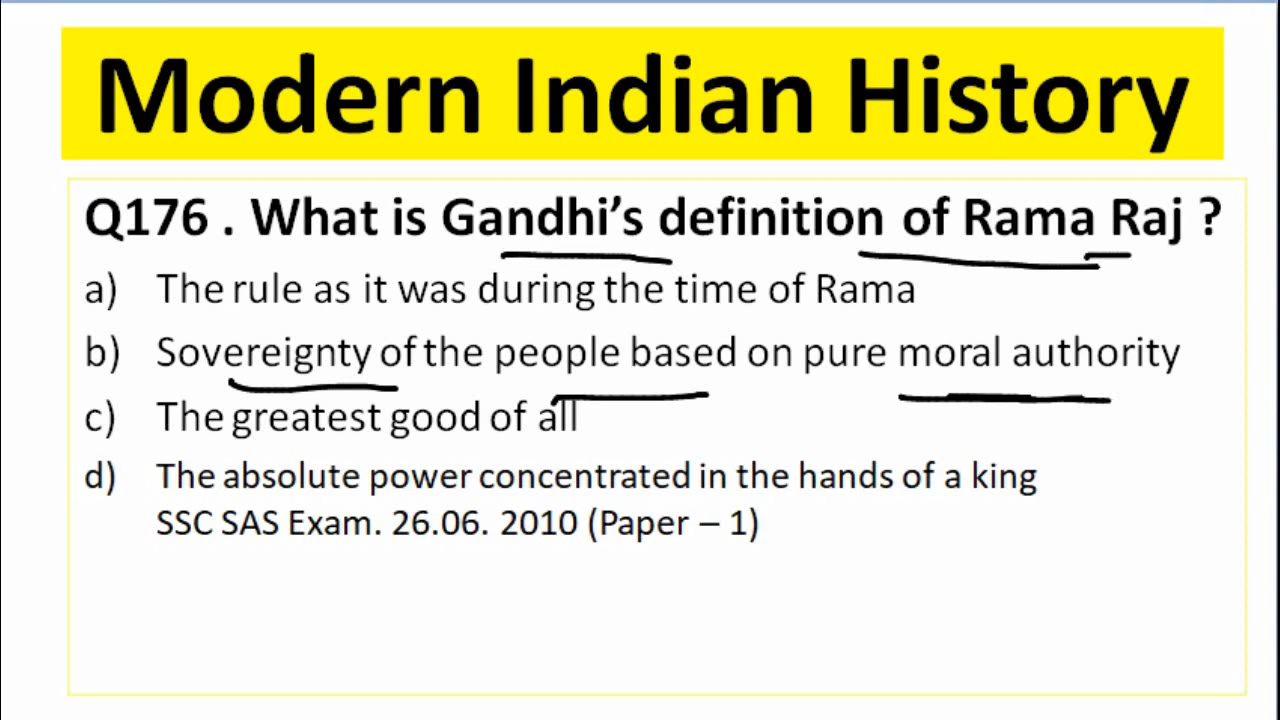 Modern Indian History
Q176 . What is Gandhi’s definition of Rama Raj ?
a) The rule as it was during the time of Rama
b) Sovereignty of the people based on pure moral authority
c) The greatest good of all
d) The absolute power concentrated in the hands of a king
SSC SAS Exam. 26.06. 2010 (Paper – 1)